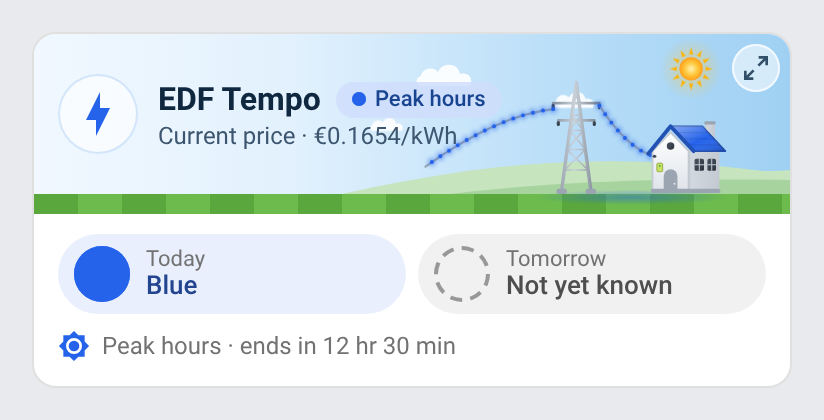 EDF Tempo
Peak hours
Current price · €0.1654/kWh
Today
Blue
Tomorrow
Not yet known
Peak hours · ends in 12 hr 30 min